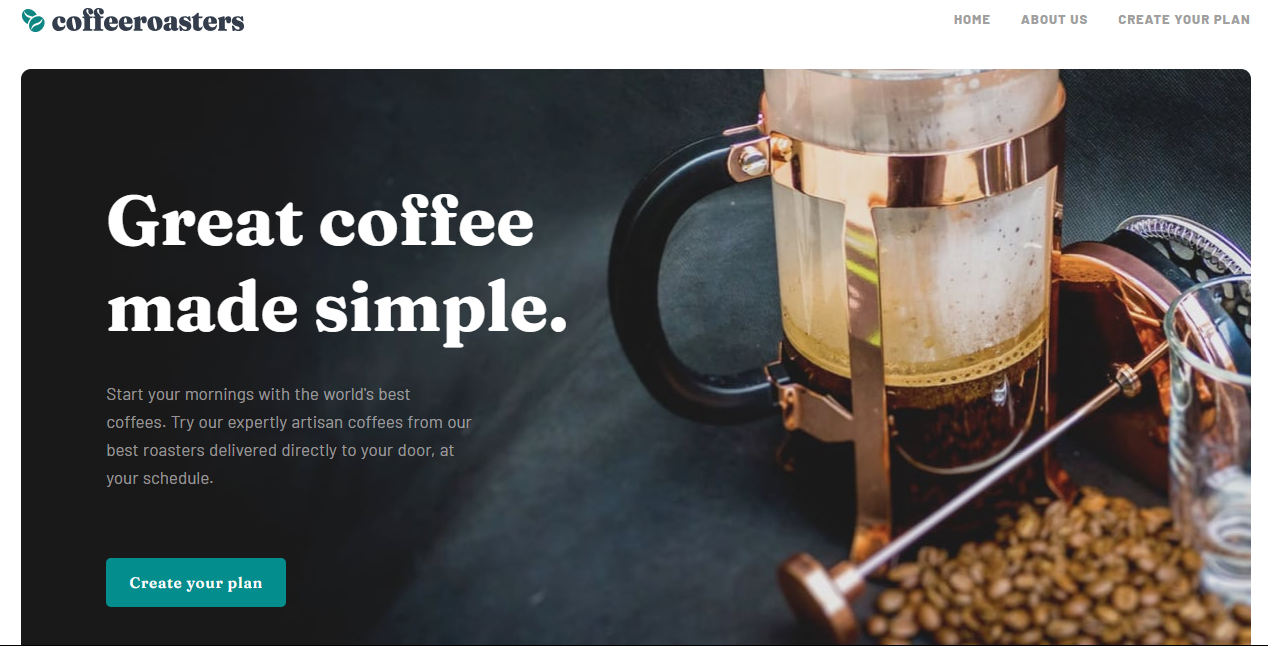 coffeeroasters
HOME ABOUT US CREATE YOUR PLAN
Great coffee
made simple.
Start your mornings with the world's best
coffees. Try our expertly artisan coffees from our
best roasters delivered directly to your door, at
your schedule.
Create your plan